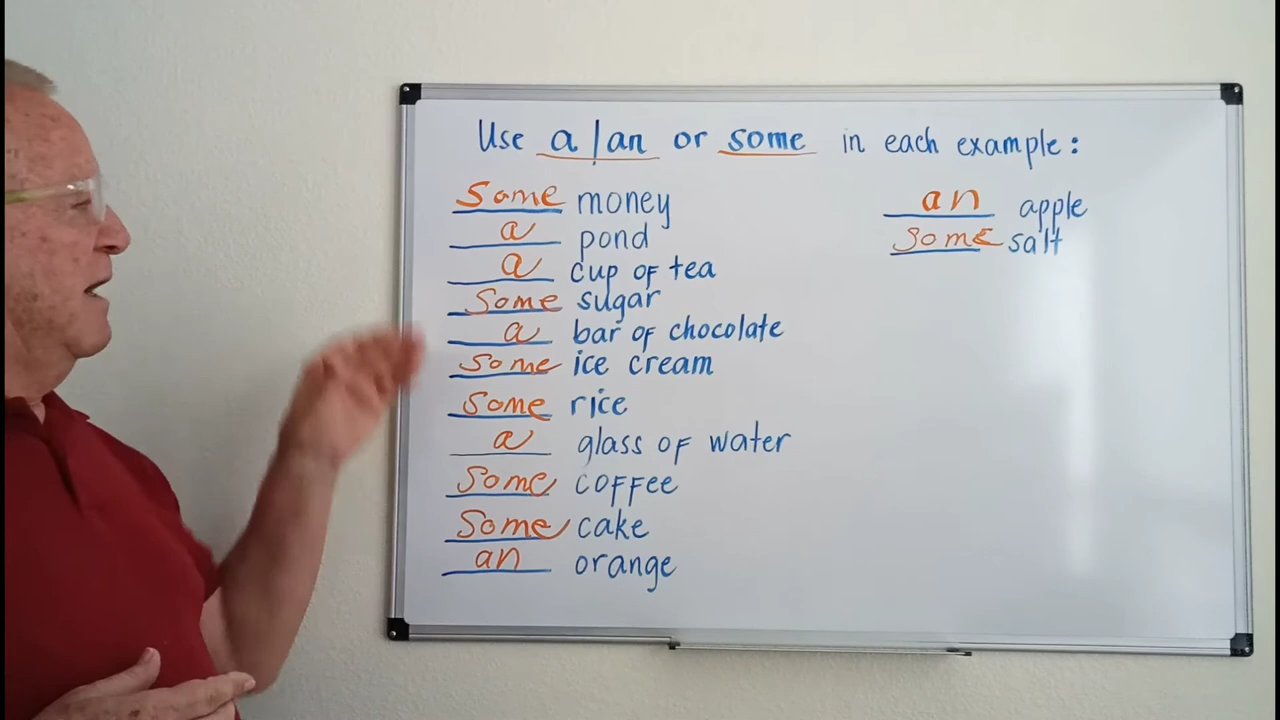 Use a/an or some in each example:
some money
a pond
a cup of tea
some sugar
a bar of chocolate
some ice cream
some rice
a glass of water
some coffee
some cake
an orange
an apple
some salt